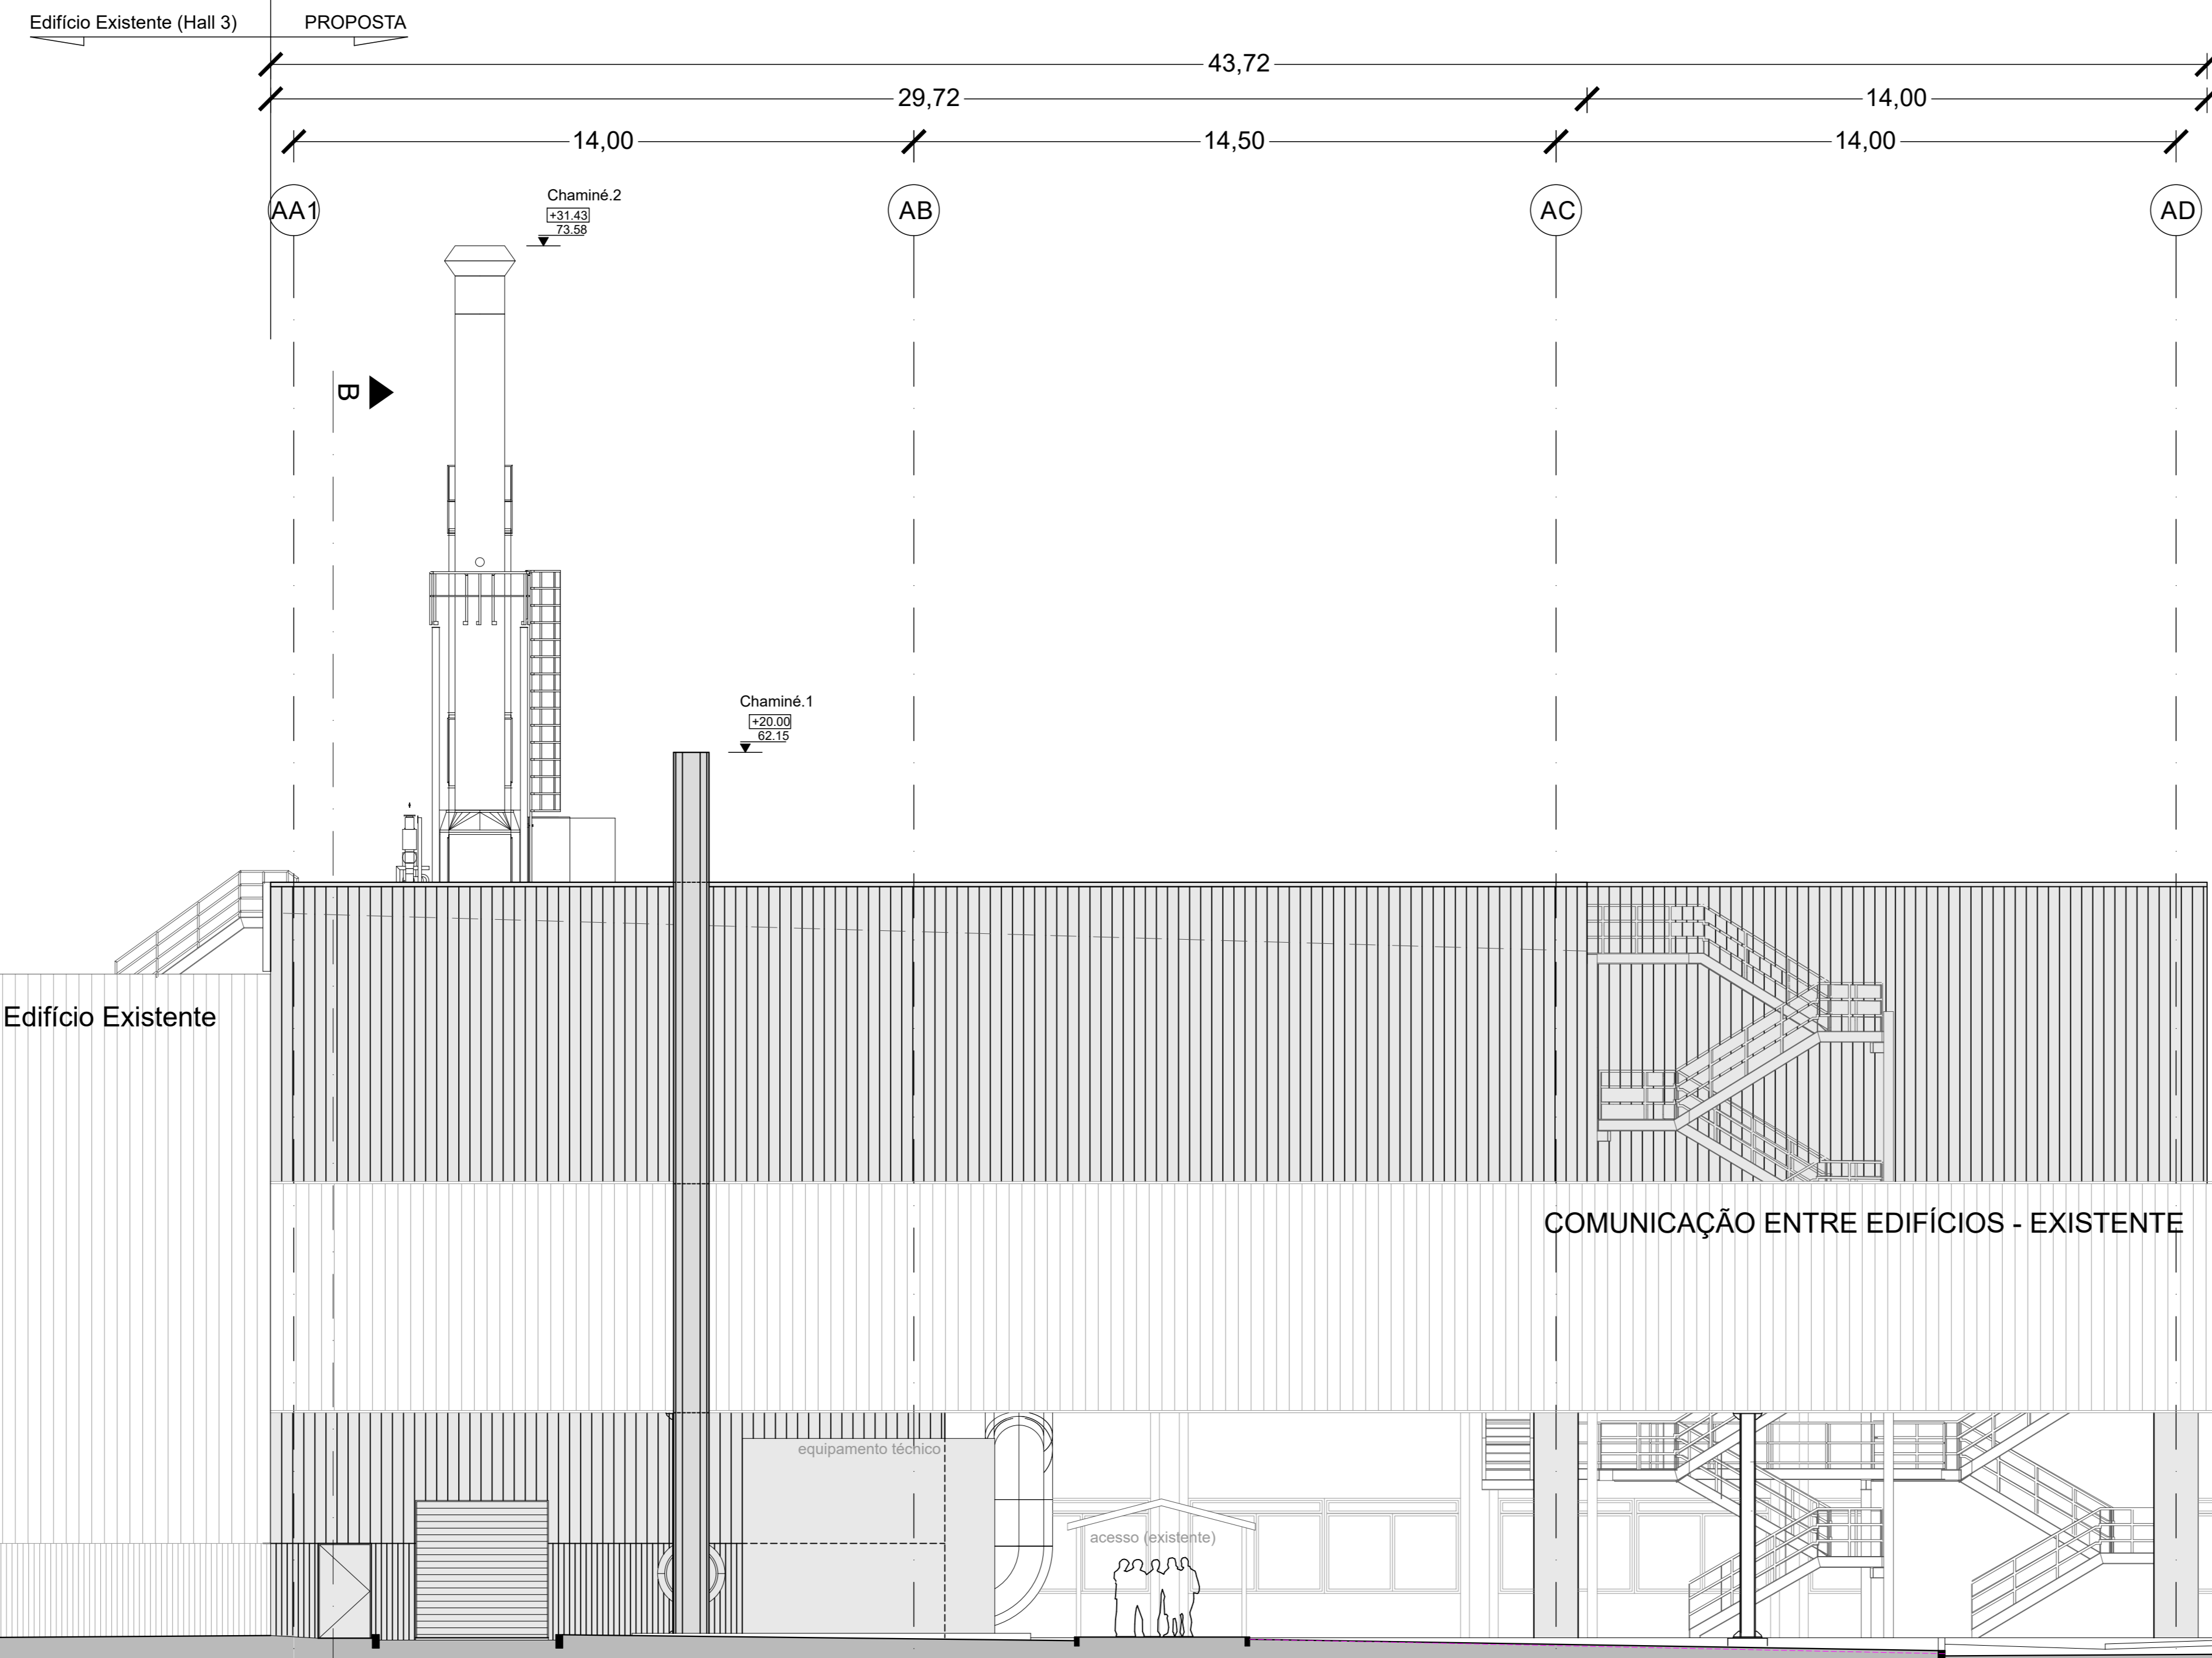 Edifício Existente (Hall 3) PROPOSTA
43,72
29,72 14,00
14,00 14,50 14,00
AA1 AB AC AD
Chaminé.2
+31.43
73.58
B
Chaminé.1
+20.00
62.15
Edifício Existente
COMUNICAÇÃO ENTRE EDIFÍCIOS - EXISTENTE
equipamento técnico
acesso (existente)